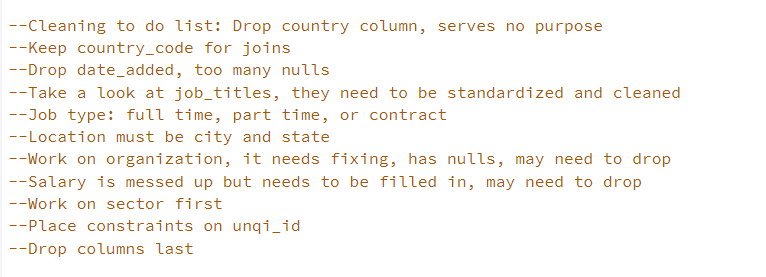 --Cleaning to do list: Drop country column, serves no purpose
--Keep country_code for joins
--Drop date_added, too many nulls
--Take a look at job_titles, they need to be standardized and cleaned
--Job type: full time, part time, or contract
--Location must be city and state
--Work on organization, it needs fixing, has nulls, may need to drop
--Salary is messed up but needs to be filled in, may need to drop
--Work on sector first
--Place constraints on unqi_id
--Drop columns last